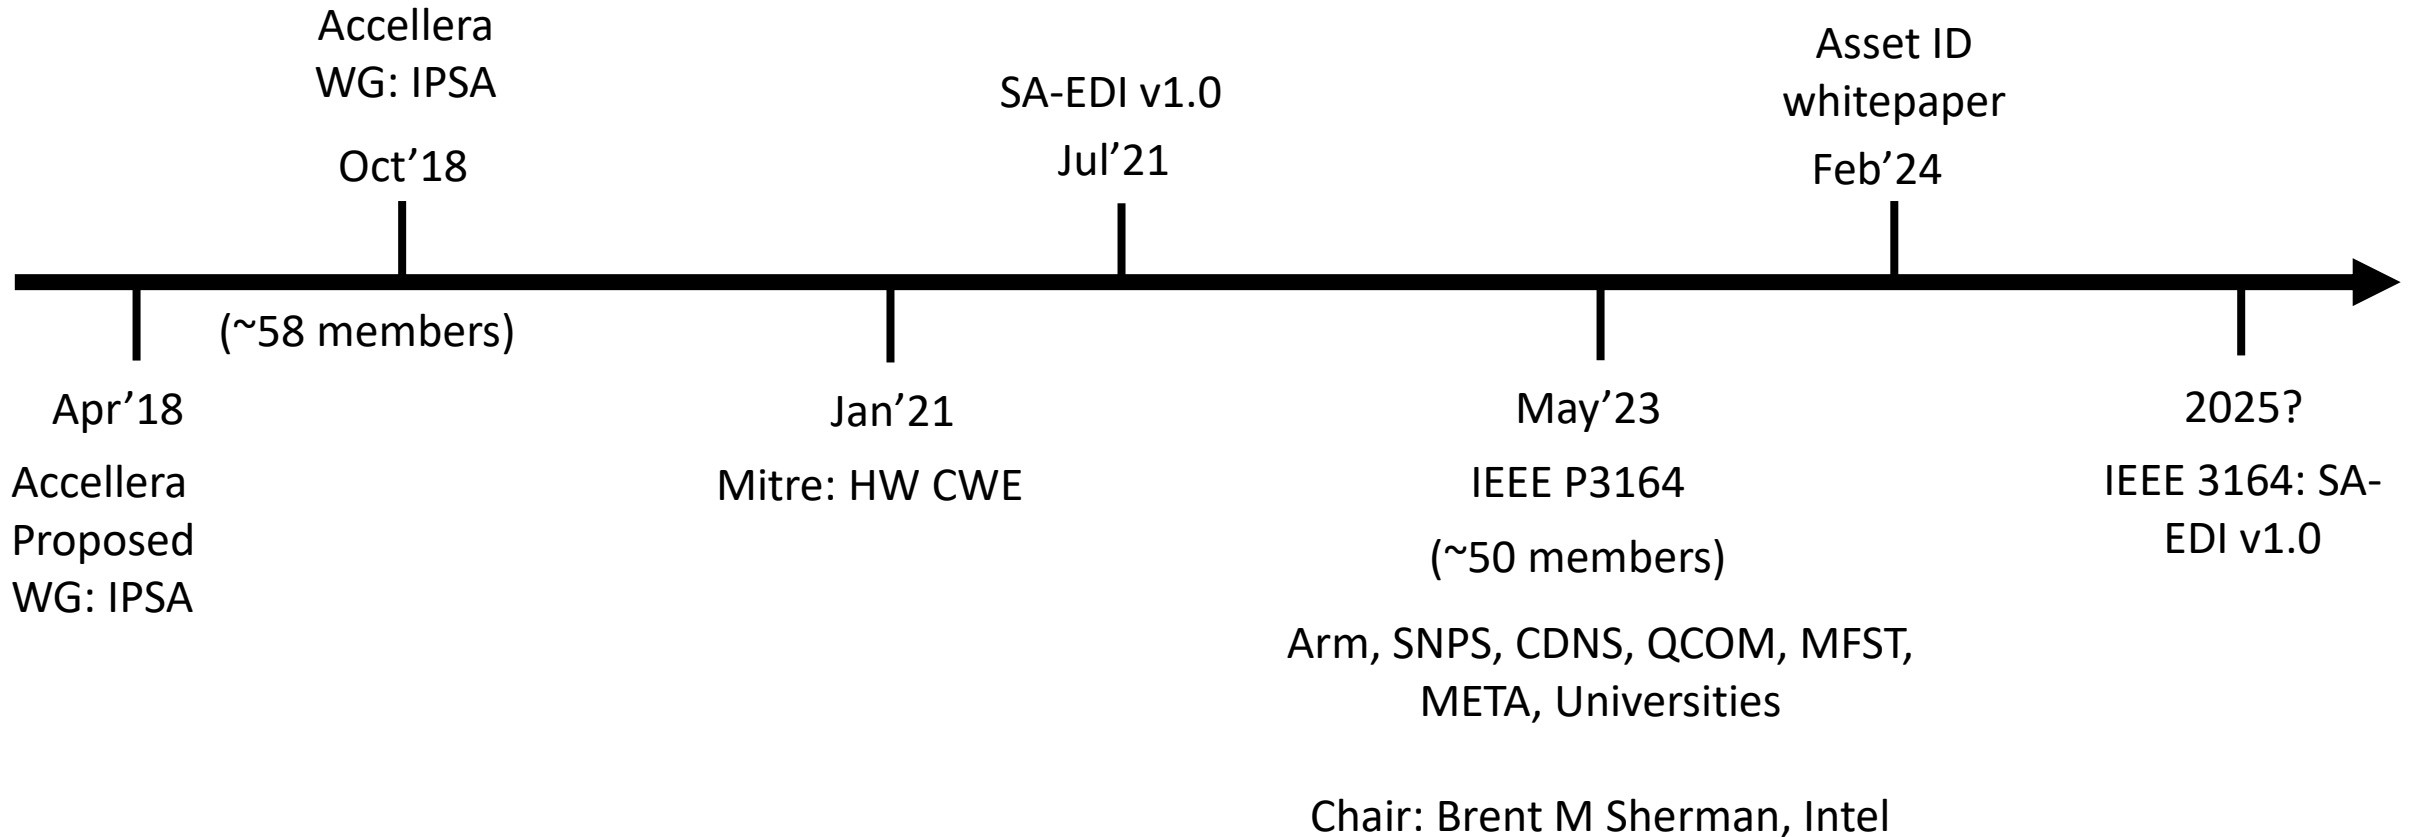 Accellera
WG: IPSA
Oct’18
(~58 members)
SA-EDI v1.0
Jul’21
Asset ID
whitepaper
Feb’24
Apr’18
Accellera
Proposed
WG: IPSA
Jan’21
Mitre: HW CWE
May’23
IEEE P3164
(~50 members)
Arm, SNPS, CDNS, QCOM, MFST,
META, Universities
Chair: Brent M Sherman, Intel
2025?
IEEE 3164: SA-
EDI v1.0